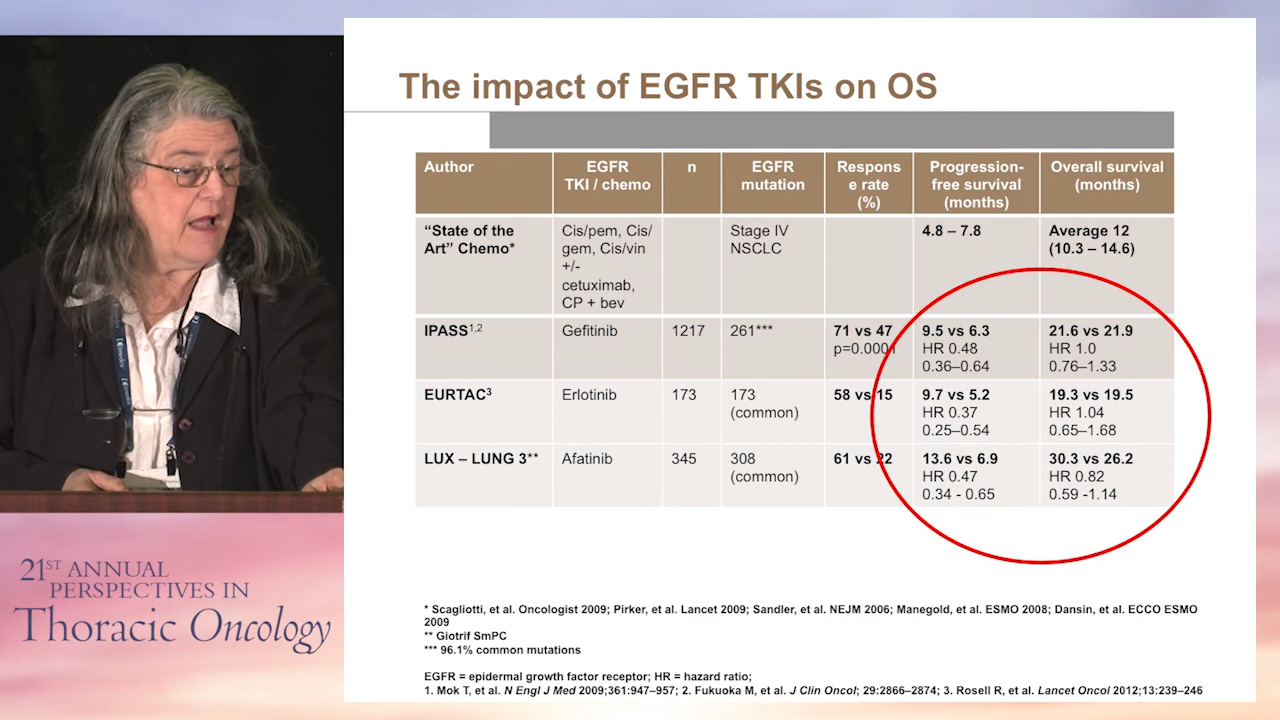 The impact of EGFR TKIs on OS
Author
EGFR
TKI / chemo
n
EGFR
mutation
Respons
e rate
(%)
Progression-
free survival
(months)
Overall survival
(months)
“State of the
Art” Chemo*
Cis/pem, Cis/
gem, Cis/vin
+/-
cetuximab,
CP + bev
Stage IV
NSCLC
4.8 – 7.8
Average 12
(10.3 – 14.6)
IPASS1,2
Gefitinib
1217
261***
71 vs 47
p=0.0001
9.5 vs 6.3
HR 0.48
0.36–0.64
21.6 vs 21.9
HR 1.0
0.76–1.33
EURTAC3
Erlotinib
173
173
(common)
58 vs 15
9.7 vs 5.2
HR 0.37
0.25–0.54
19.3 vs 19.5
HR 1.04
0.65–1.68
LUX – LUNG 3**
Afatinib
345
308
(common)
61 vs 22
13.6 vs 6.9
HR 0.47
0.34 - 0.65
30.3 vs 26.2
HR 0.82
0.59 -1.14
* Scagliotti, et al. Oncologist 2009; Pirker, et al. Lancet 2009; Sandler, et al. NEJM 2006; Manegold, et al. ESMO 2008; Dansin, et al. ECCO ESMO
2009
** Giotrif SmPC
*** 96.1% common mutations
EGFR = epidermal growth factor receptor; HR = hazard ratio;
1. Mok T, et al. N Engl J Med 2009;361:947–957; 2. Fukuoka M, et al. J Clin Oncol; 29:2866–2874; 3. Rosell R, et al. Lancet Oncol 2012;13:239–246
21ST ANNUAL
PERSPECTIVES IN
Thoracic Oncology